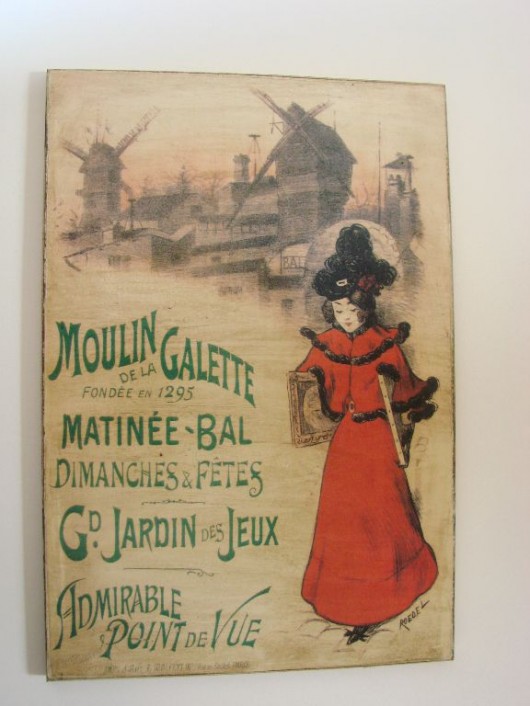 BAL
MOULIN
DE LA GALETTE
FONDÉE EN 1295
MATINÉE-BAL
DIMANCHES & FÊTES
GD. JARDIN DES JEUX
ADMIRABLE
& POINT DE VUE
ROEDEL